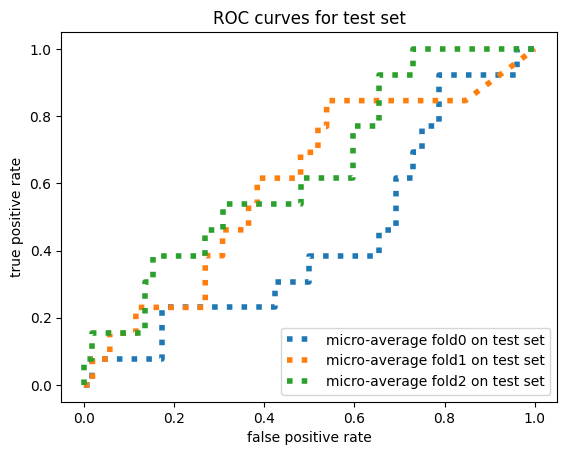 ROC curves for test set
true positive rate
1.0
0.8
0.6
0.4
0.2
0.0
micro-average fold0 on test set
micro-average fold1 on test set
micro-average fold2 on test set
0.0 0.2 0.4 0.6 0.8 1.0
false positive rate